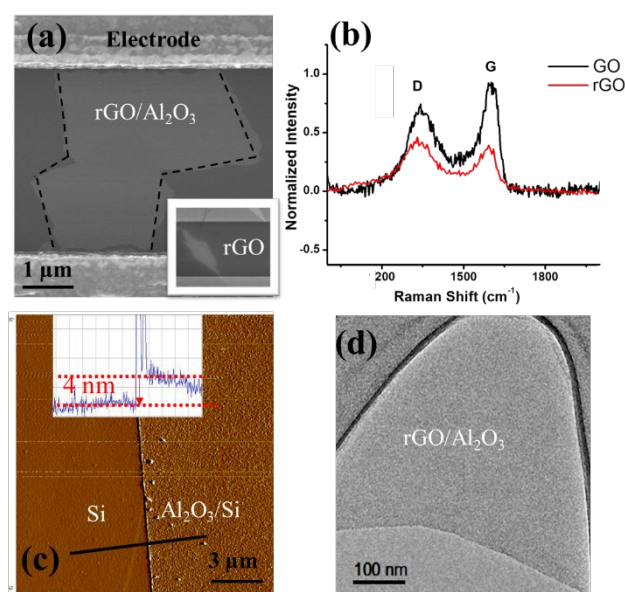 (a)
Electrode
rGO/Al₂O₃
rGO
1 μm
(b)
D
G
GO
rGO
Normalized Intensity
1.0
0.5
0.0
-0.5
1200
1500
1800
Raman Shift (cm⁻¹)
4 nm
Si
Al₂O₃/Si
(c)
3 μm
(d)
rGO/Al₂O₃
100 nm